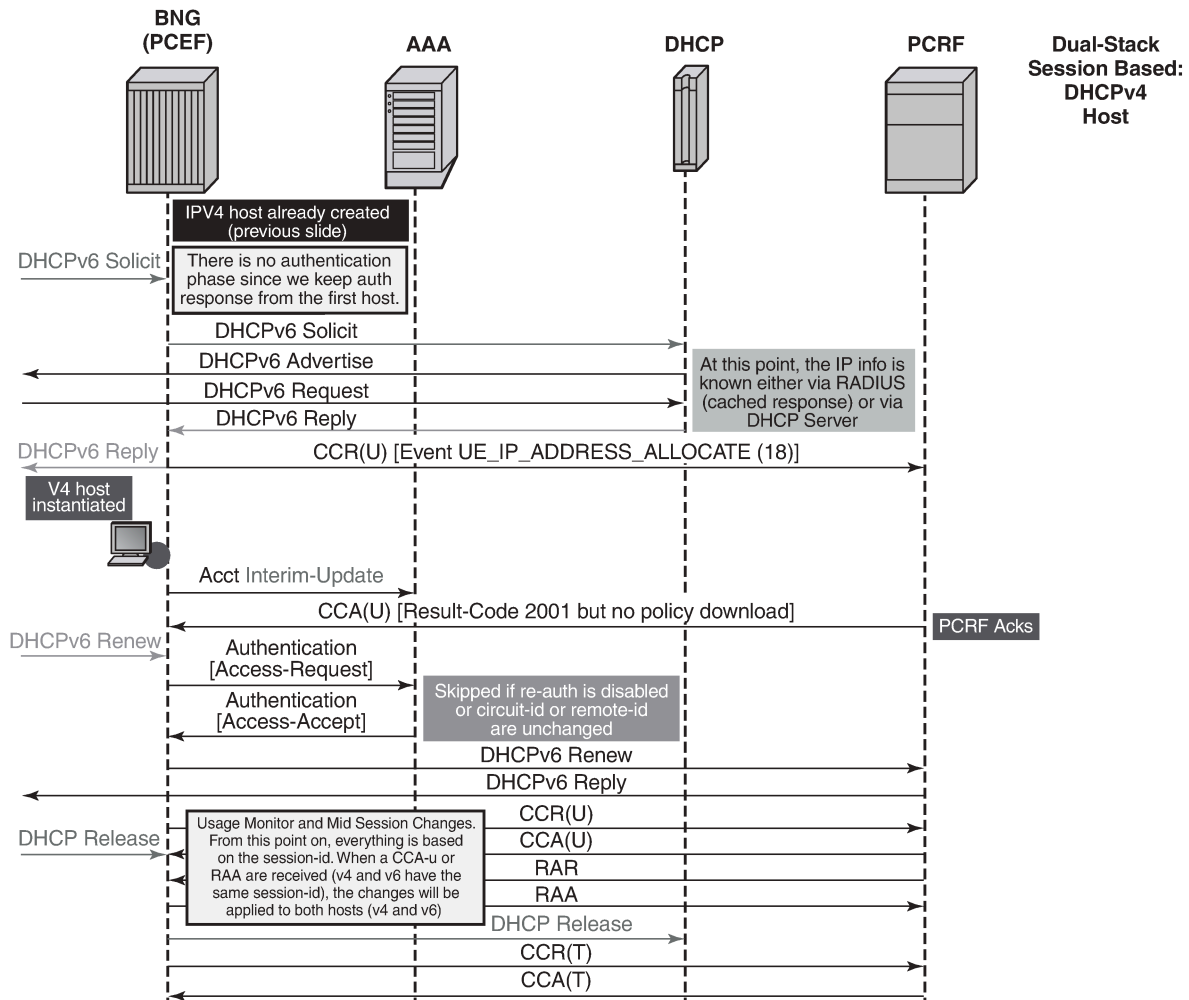 BNG
(PCEF)
AAA
DHCP
PCRF
Dual-Stack
Session Based:
DHCPv4
Host
IPV4 host already created
(previous slide)
DHCPv6 Solicit
There is no authentication
phase since we keep auth
response from the first host.
DHCPv6 Solicit
DHCPv6 Advertise
At this point, the IP info is
known either via RADIUS
(cached response) or via
DHCP Server
DHCPv6 Request
DHCPv6 Reply
DHCPv6 Reply
CCR(U) [Event UE_IP_ADDRESS_ALLOCATE (18)]
V4 host
instantiated
Acct Interim-Update
CCA(U) [Result-Code 2001 but no policy download]
PCRF Acks
DHCPv6 Renew
Authentication
[Access-Request]
Authentication
[Access-Accept]
Skipped if re-auth is disabled
or circuit-id or remote-id
are unchanged
DHCPv6 Renew
DHCPv6 Reply
CCR(U)
DHCP Release
Usage Monitor and Mid Session Changes.
From this point on, everything is based
on the session-id. When a CCA-u or
RAA are received (v4 and v6 have the
same session-id), the changes will be
applied to both hosts (v4 and v6)
CCA(U)
RAR
RAA
DHCP Release
CCR(T)
CCA(T)